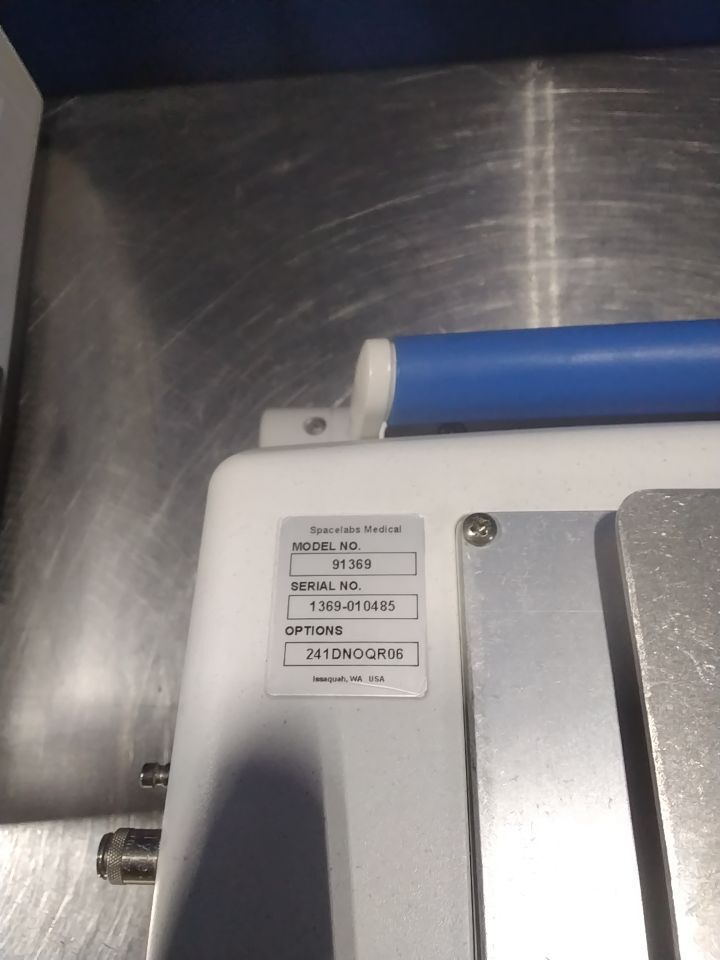 Spacelabs Medical
MODEL NO.
91369
SERIAL NO.
1369-010485
OPTIONS
241DNOQR06
Issaquah, WA USA